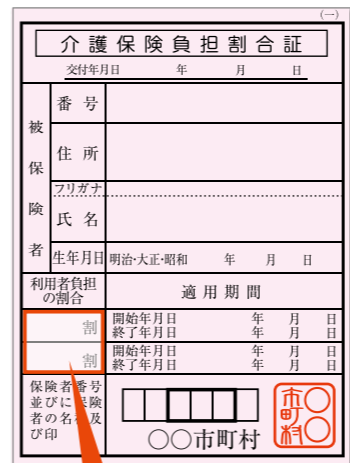 (一)
介護保険負担割合証
交付年月日 年 月 日
被保険者
番号
住所
フリガナ
氏名
生年月日 明治・大正・昭和 年 月 日
利用者負担の割合
適用期間
割
開始年月日 年 月 日
終了年月日 年 月 日
割
開始年月日 年 月 日
終了年月日 年 月 日
保険者番号
並びに保険
者の名称及
び印
〇〇市町村
〇〇市町村